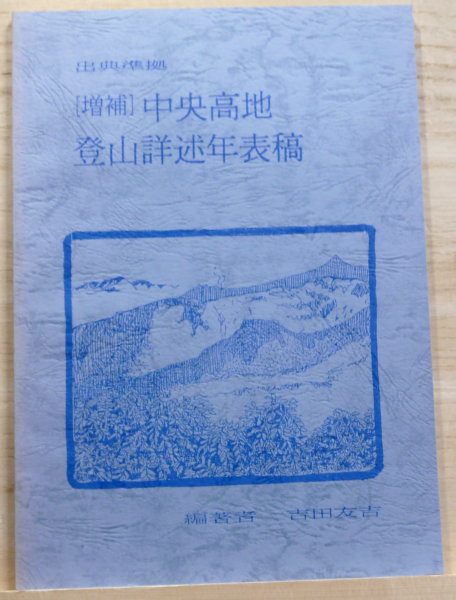 出典準拠
[増補] 中央高地
登山詳述年表稿
編著者 吉田友吉